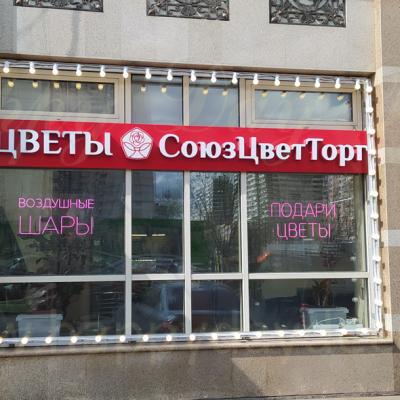 ЦВЕТЫ СоюзЦветТорг
ВОЗДУШНЫЕ
ШАРЫ
ПОДАРИ
ЦВЕТЫ